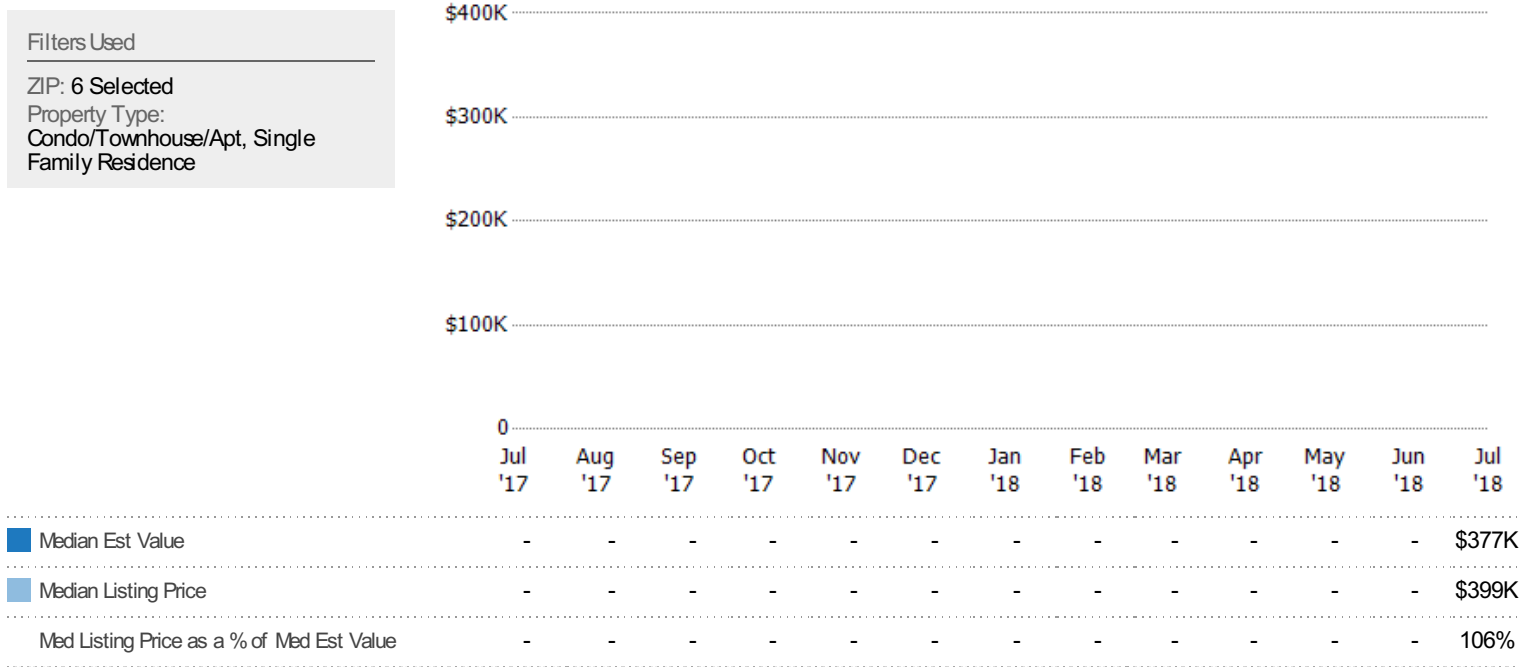 Filters Used
ZIP: 6 Selected
Property Type:
Condo/Townhouse/Apt, Single
Family Residence
$400K
$300K
$200K
$100K
0
Jul Aug Sep Oct Nov Dec Jan Feb Mar Apr May Jun Jul
'17 '17 '17 '17 '17 '17 '18 '18 '18 '18 '18 '18 '18
Median Est Value - - - - - - - - - - - - $377K
Median Listing Price - - - - - - - - - - - - $399K
Med Listing Price as a % of Med Est Value - - - - - - - - - - - - 106%